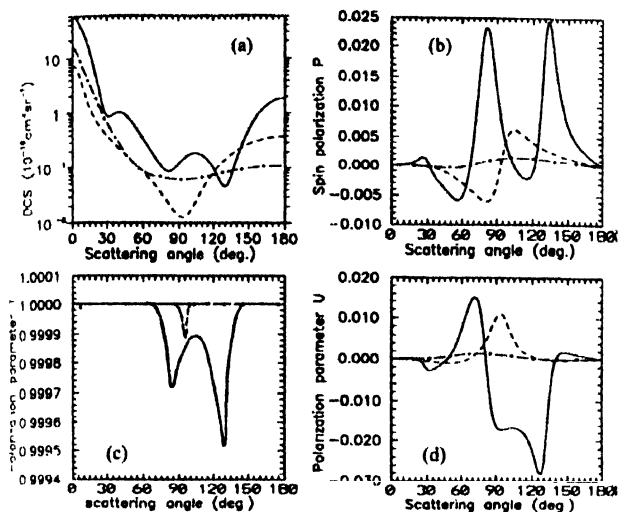 (a)
DCS (10⁻¹⁶cm²sr⁻¹)
10
1
10⁻¹
0 30 60 90 120 150 180
Scattering angle (deg.)
(b)
Spin polarization P
0.025
0.020
0.015
0.010
0.005
0.000
−0.005
−0.010
0 30 60 90 120 150 180
Scattering angle (deg.)
1.0001
1.0000
0.9999
0.9998
0.9997
0.9996
0.9995
0.9994
(c)
0 30 60 90 120 150 180
scattering angle (deg.)
(d)
Polarization parameter U
0.020
0.010
0.000
−0.010
−0.020
0 30 60 90 120 150 180
Scattering angle (deg.)